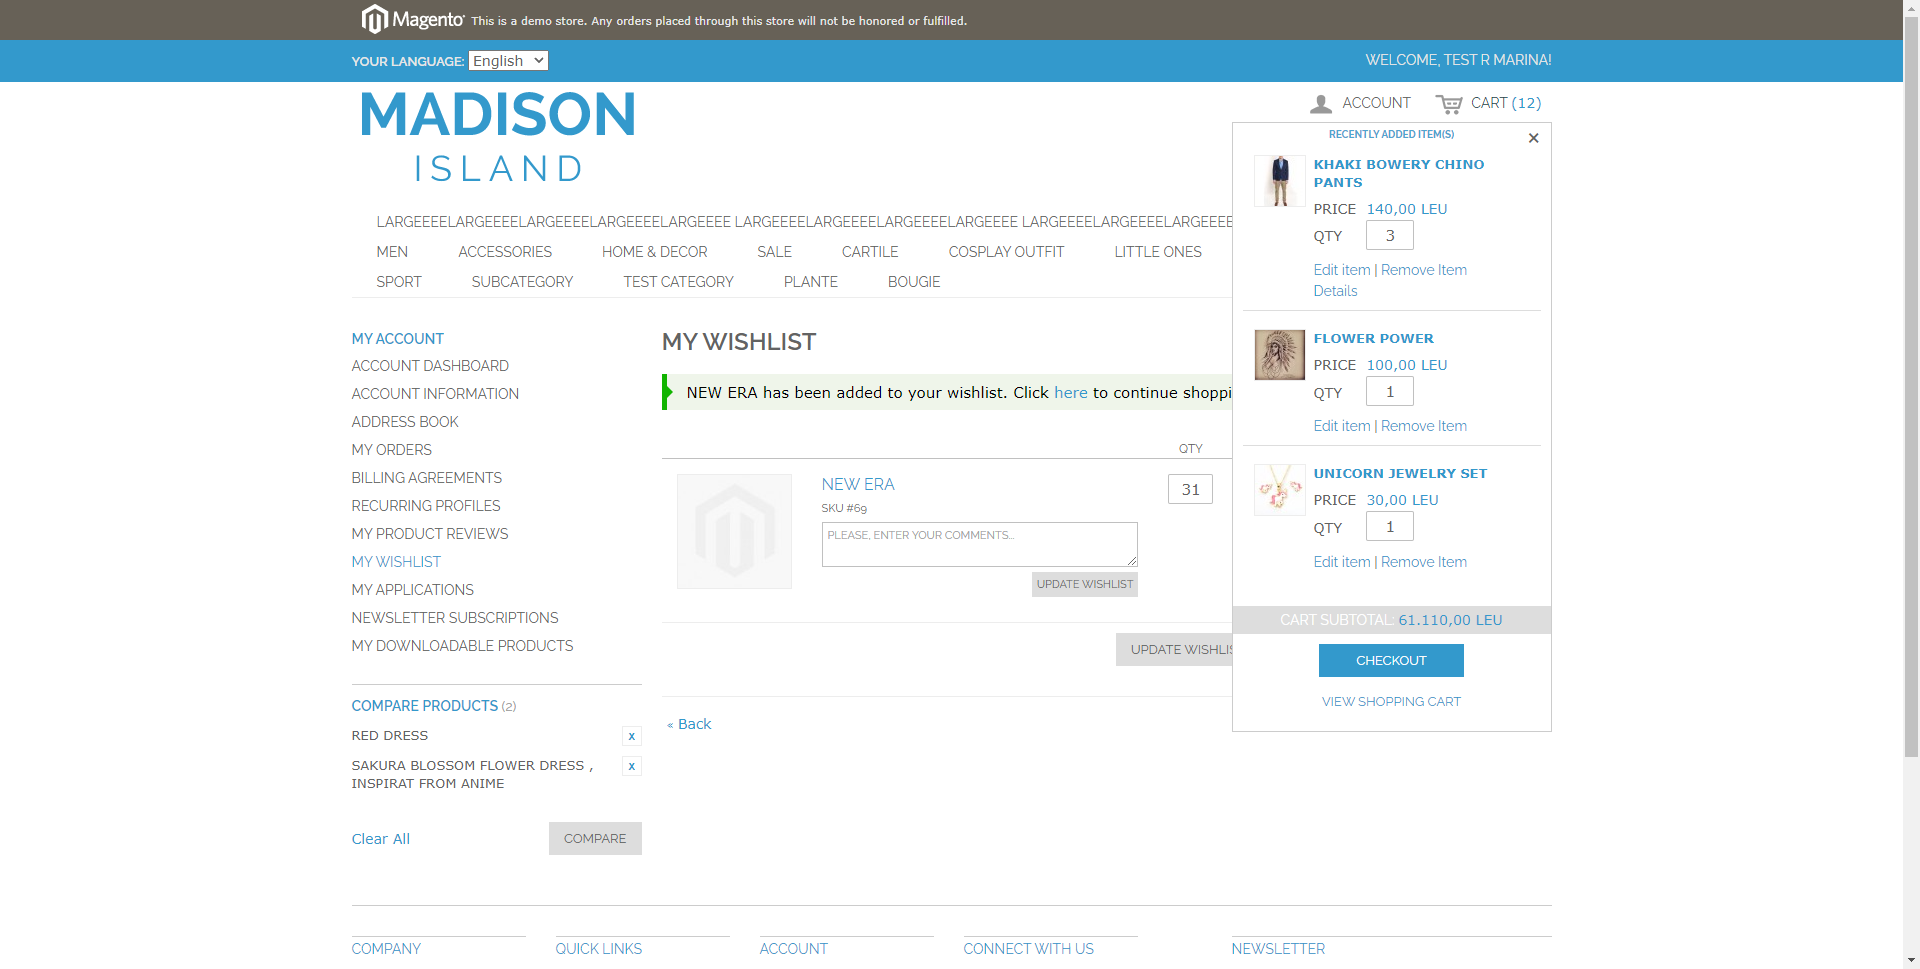 Magento This is a demo store. Any orders placed through this store will not be honored or fulfilled.
YOUR LANGUAGE: English
WELCOME, TEST R MARINA!
MADISON
ISLAND
ACCOUNT
CART (12)
LARGEEEELARGEEEELARGEEEELARGEEEELARGEEEE LARGEEEELARGEEEELARGEEEELARGEEEE LARGEEEELARGEEEELARGEEEE
MEN ACCESSORIES HOME & DECOR SALE CARTILE COSPLAY OUTFIT LITTLE ONES
SPORT SUBCATEGORY TEST CATEGORY PLANTE BOUGIE
RECENTLY ADDED ITEM(S)
×
KHAKI BOWERY CHINO
PANTS
PRICE 140,00 LEU
QTY 3
Edit item | Remove Item
Details
FLOWER POWER
PRICE 100,00 LEU
QTY 1
Edit item | Remove Item
UNICORN JEWELRY SET
PRICE 30,00 LEU
QTY 1
Edit item | Remove Item
CART SUBTOTAL: 61.110,00 LEU
CHECKOUT
VIEW SHOPPING CART
MY ACCOUNT
ACCOUNT DASHBOARD
ACCOUNT INFORMATION
ADDRESS BOOK
MY ORDERS
BILLING AGREEMENTS
RECURRING PROFILES
MY PRODUCT REVIEWS
MY WISHLIST
MY APPLICATIONS
NEWSLETTER SUBSCRIPTIONS
MY DOWNLOADABLE PRODUCTS
COMPARE PRODUCTS (2)
RED DRESS x
SAKURA BLOSSOM FLOWER DRESS , x
INSPIRAT FROM ANIME
Clear All
COMPARE
MY WISHLIST
NEW ERA has been added to your wishlist. Click here to continue shoppi
QTY
NEW ERA
31
SKU #69
PLEASE, ENTER YOUR COMMENTS...
UPDATE WISHLIST
UPDATE WISHLIS
« Back
COMPANY QUICK LINKS ACCOUNT CONNECT WITH US NEWSLETTER